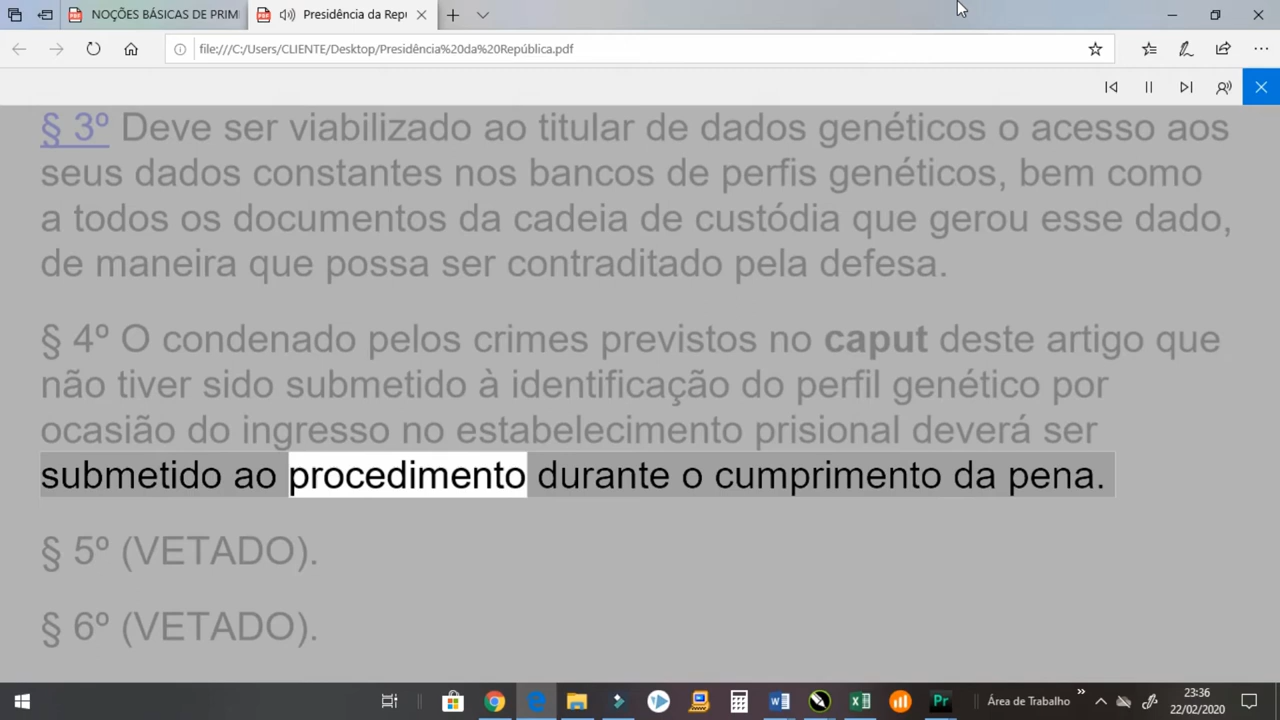 NOÇÕES BÁSICAS DE PRIM
Presidência da Repú
file:///C:/Users/CLIENTE/Desktop/Presidência%20da%20República.pdf
§ 3º Deve ser viabilizado ao titular de dados genéticos o acesso aos
seus dados constantes nos bancos de perfis genéticos, bem como
a todos os documentos da cadeia de custódia que gerou esse dado,
de maneira que possa ser contraditado pela defesa.
§ 4º O condenado pelos crimes previstos no caput deste artigo que
não tiver sido submetido à identificação do perfil genético por
ocasião do ingresso no estabelecimento prisional deverá ser
submetido ao procedimento durante o cumprimento da pena.
§ 5º (VETADO).
§ 6º (VETADO).
Área de Trabalho
23:36
22/02/2020